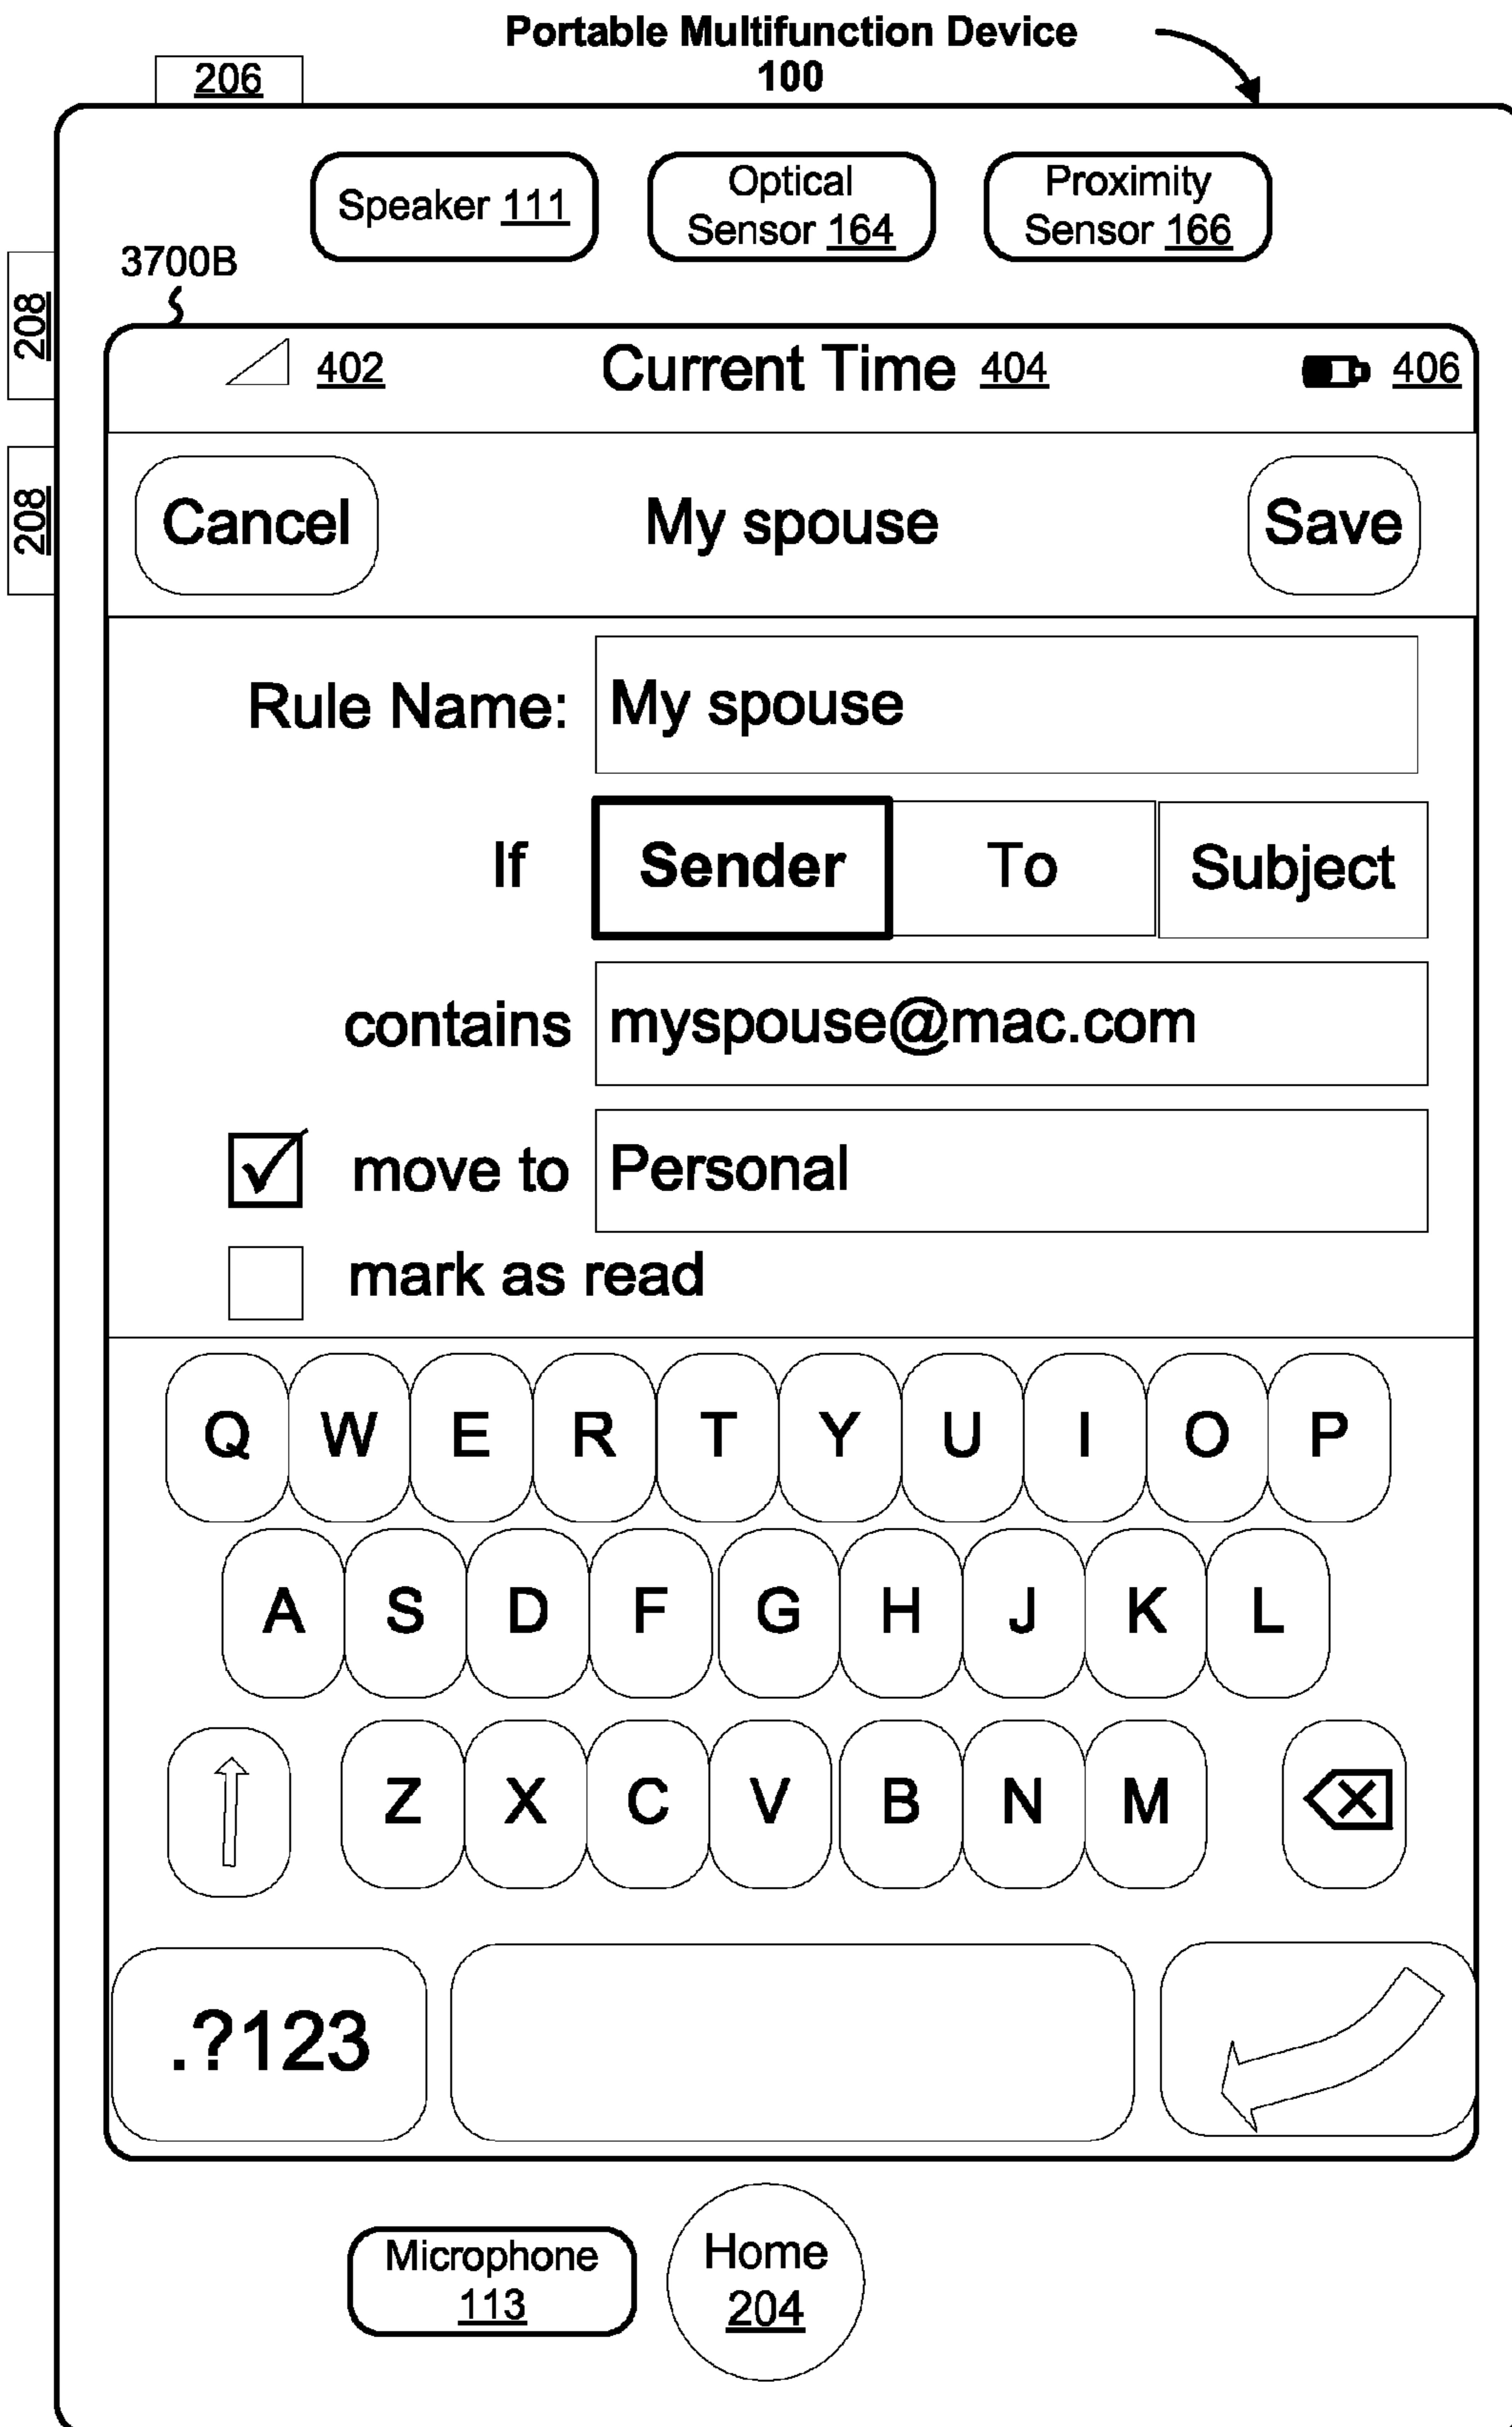 Portable Multifunction Device
100
206
Speaker 111
Optical
Sensor 164
Proximity
Sensor 166
3700B
208
208
402
Current Time 404
406
Cancel
My spouse
Save
Rule Name: My spouse
If Sender To Subject
contains myspouse@mac.com
move to Personal
mark as read
Q W E R T Y U I O P
A S D F G H J K L
Z X C V B N M
.?123
Microphone
113
Home
204